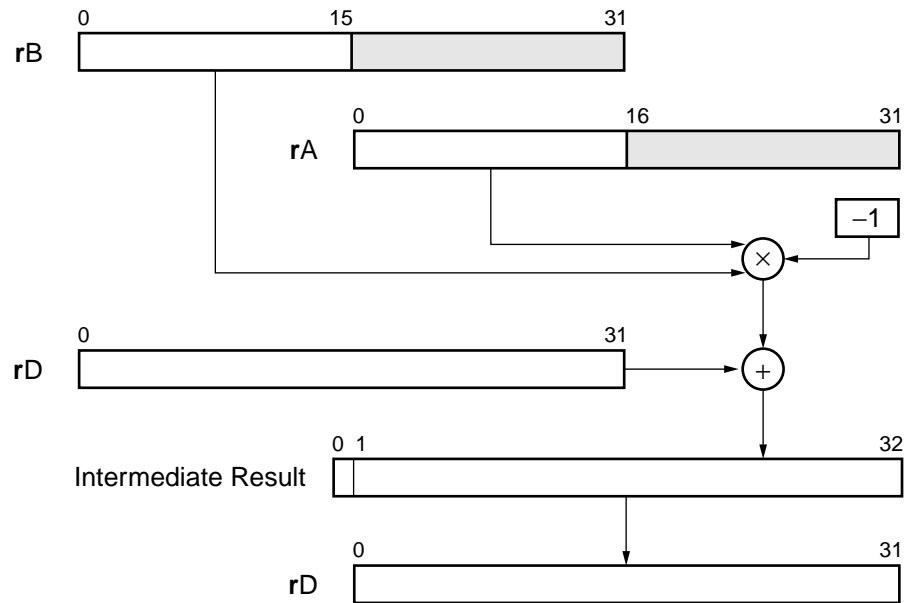 0 15 31
rB
0 16 31
rA
−1
×
0 31
rD
+
0 1 32
Intermediate Result
0 31
rD